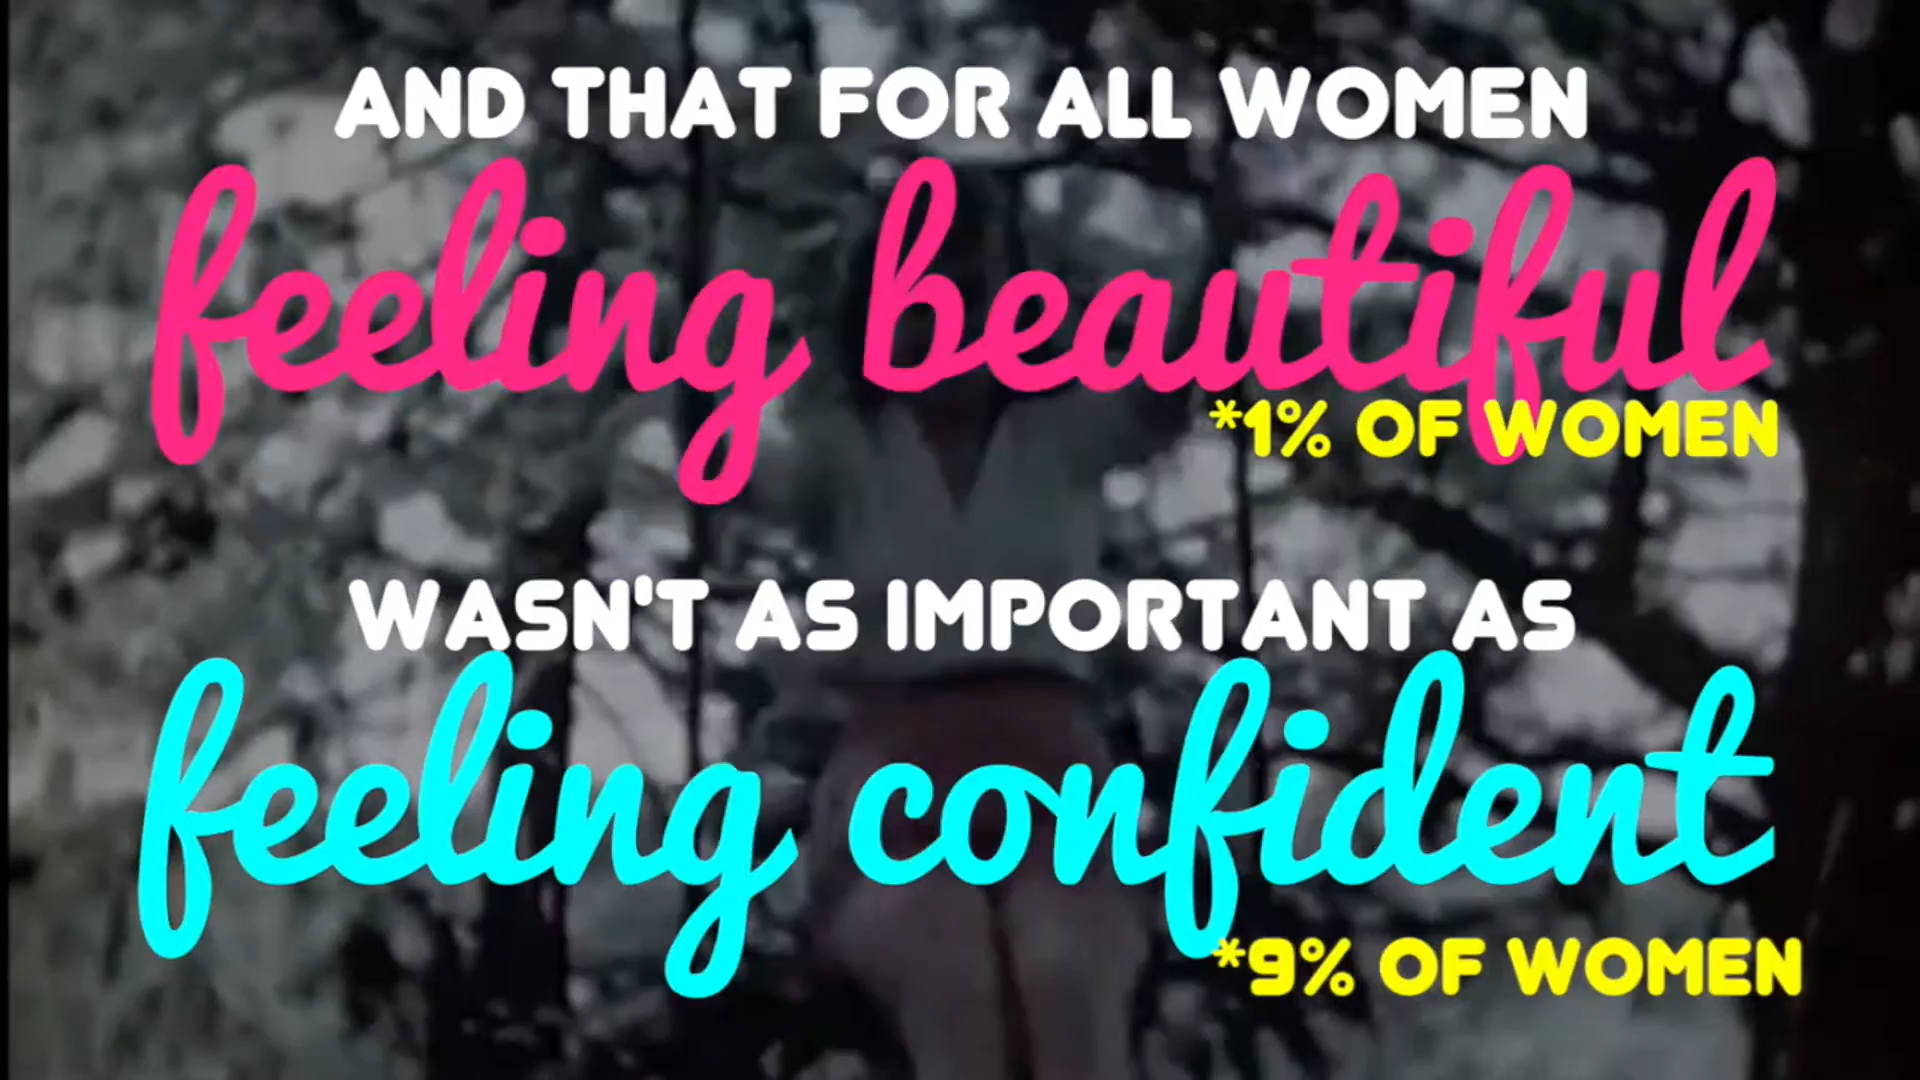 AND THAT FOR ALL WOMEN
feeling beautiful
*1% OF WOMEN
WASN'T AS IMPORTANT AS
feeling confident
*9% OF WOMEN